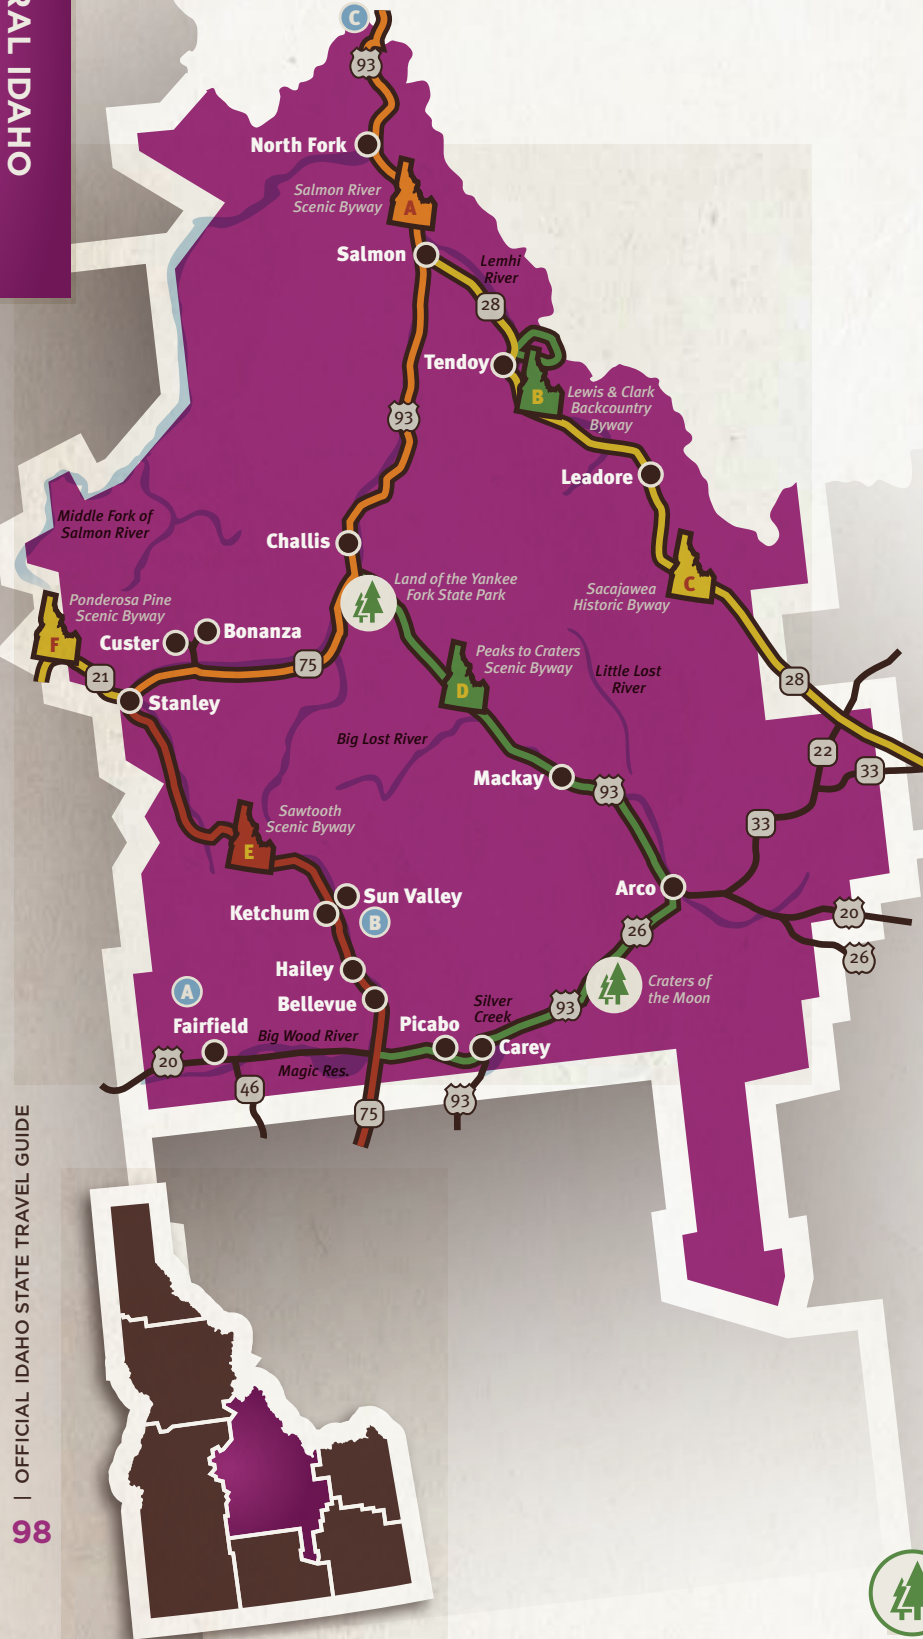 RAL IDAHO
C
93
North Fork
Salmon River
Scenic Byway
A
Salmon
Lemhi
River
28
Tendoy
B
Lewis & Clark
Backcountry
Byway
93
Leadore
Middle Fork of
Salmon River
Challis
C
Sacajawea
Historic Byway
Land of the Yankee
Fork State Park
Ponderosa Pine
Scenic Byway
F
Custer
Bonanza
21
75
Stanley
Peaks to Craters
Scenic Byway
D
Little Lost
River
28
Big Lost River
22
33
Mackay
93
33
Sawtooth
Scenic Byway
E
Sun Valley
Ketchum
B
Arco
20
26
26
Hailey
A
Bellevue
Craters of
the Moon
Silver
Creek
93
Fairfield
Big Wood River
Picabo
Carey
20
Magic Res.
46
75
93
| OFFICIAL IDAHO STATE TRAVEL GUIDE
98